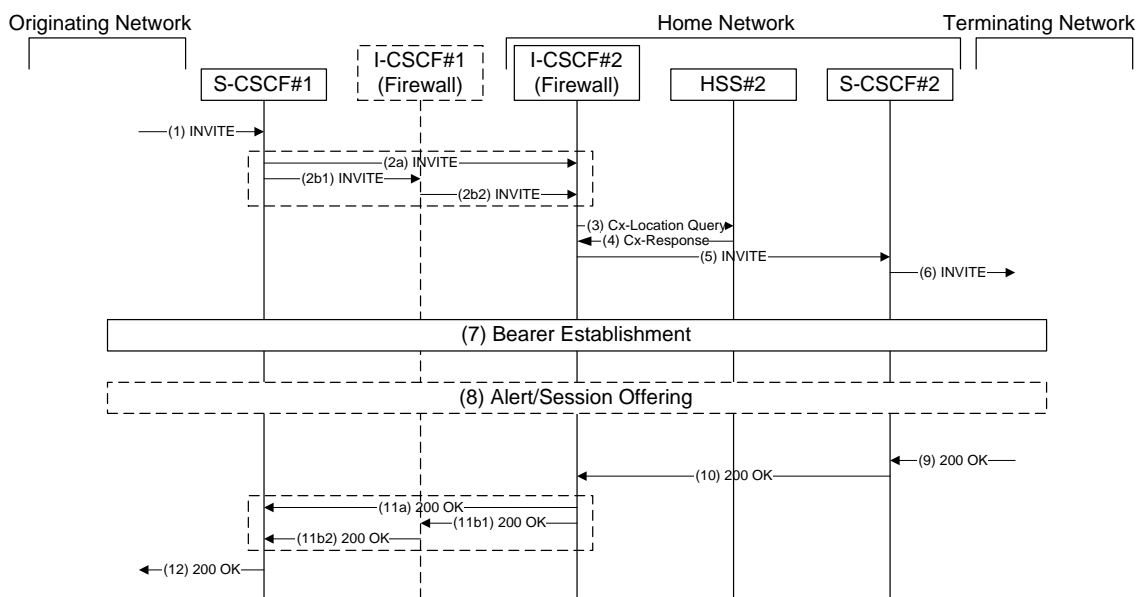 Originating Network
Home Network
Terminating Network
S-CSCF#1
I-CSCF#1
(Firewall)
I-CSCF#2
(Firewall)
HSS#2
S-CSCF#2
(1) INVITE
(2a) INVITE
(2b1) INVITE
(2b2) INVITE
(3) Cx-Location Query
(4) Cx-Response
(5) INVITE
(6) INVITE
(7) Bearer Establishment
(8) Alert/Session Offering
(9) 200 OK
(10) 200 OK
(11a) 200 OK
(11b1) 200 OK
(11b2) 200 OK
(12) 200 OK